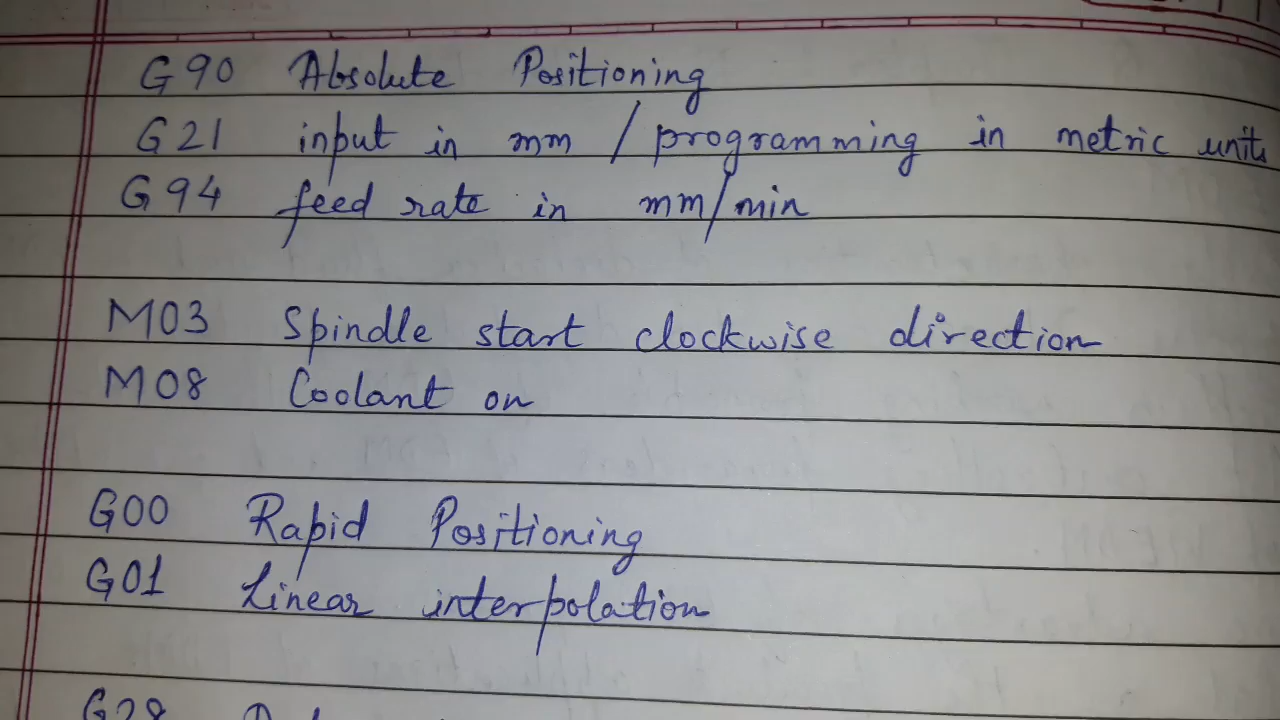 G90 Absolute Positioning
G21 input in mm / programming in metric units
G94 feed rate in mm/min
M03 Spindle start clockwise direction
M08 Coolant on
G00 Rapid Positioning
G01 Linear interpolation
G28